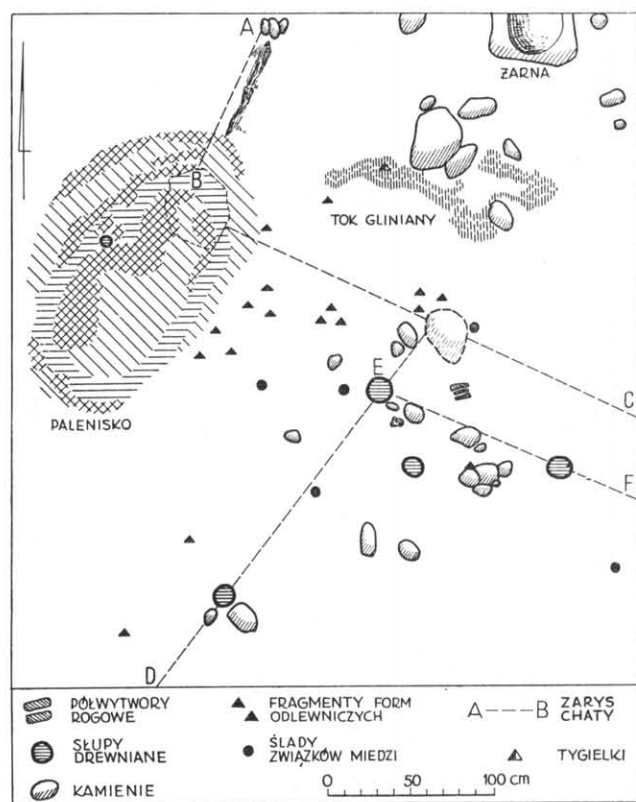 A
ŻARNA
B
TOK GLINIANY
E
C
PALENISKO
F
D
PÓŁWYTWORY
ROGOWE
FRAGMENTY FORM
ODLEWNICZYCH
A B ZARYS
CHATY
SŁUPY
DREWNIANE
ŚLADY
ZWIĄZKÓW MIEDZI
TYGIELKI
KAMIENIE
0 50 100 cm